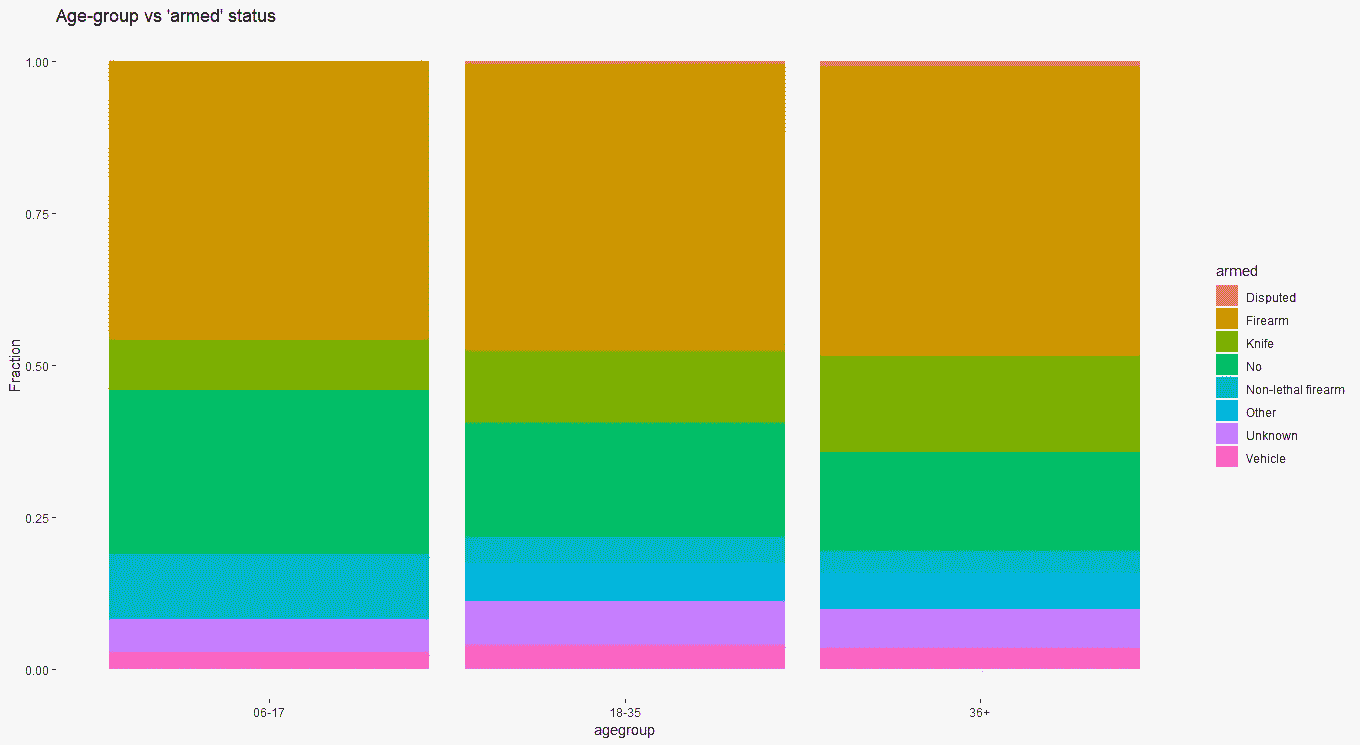 Age-group vs 'armed' status
1.00
0.75
0.50
0.25
0.00
Fraction
06-17
18-35
36+
agegroup
armed
Disputed
Firearm
Knife
No
Non-lethal firearm
Other
Unknown
Vehicle